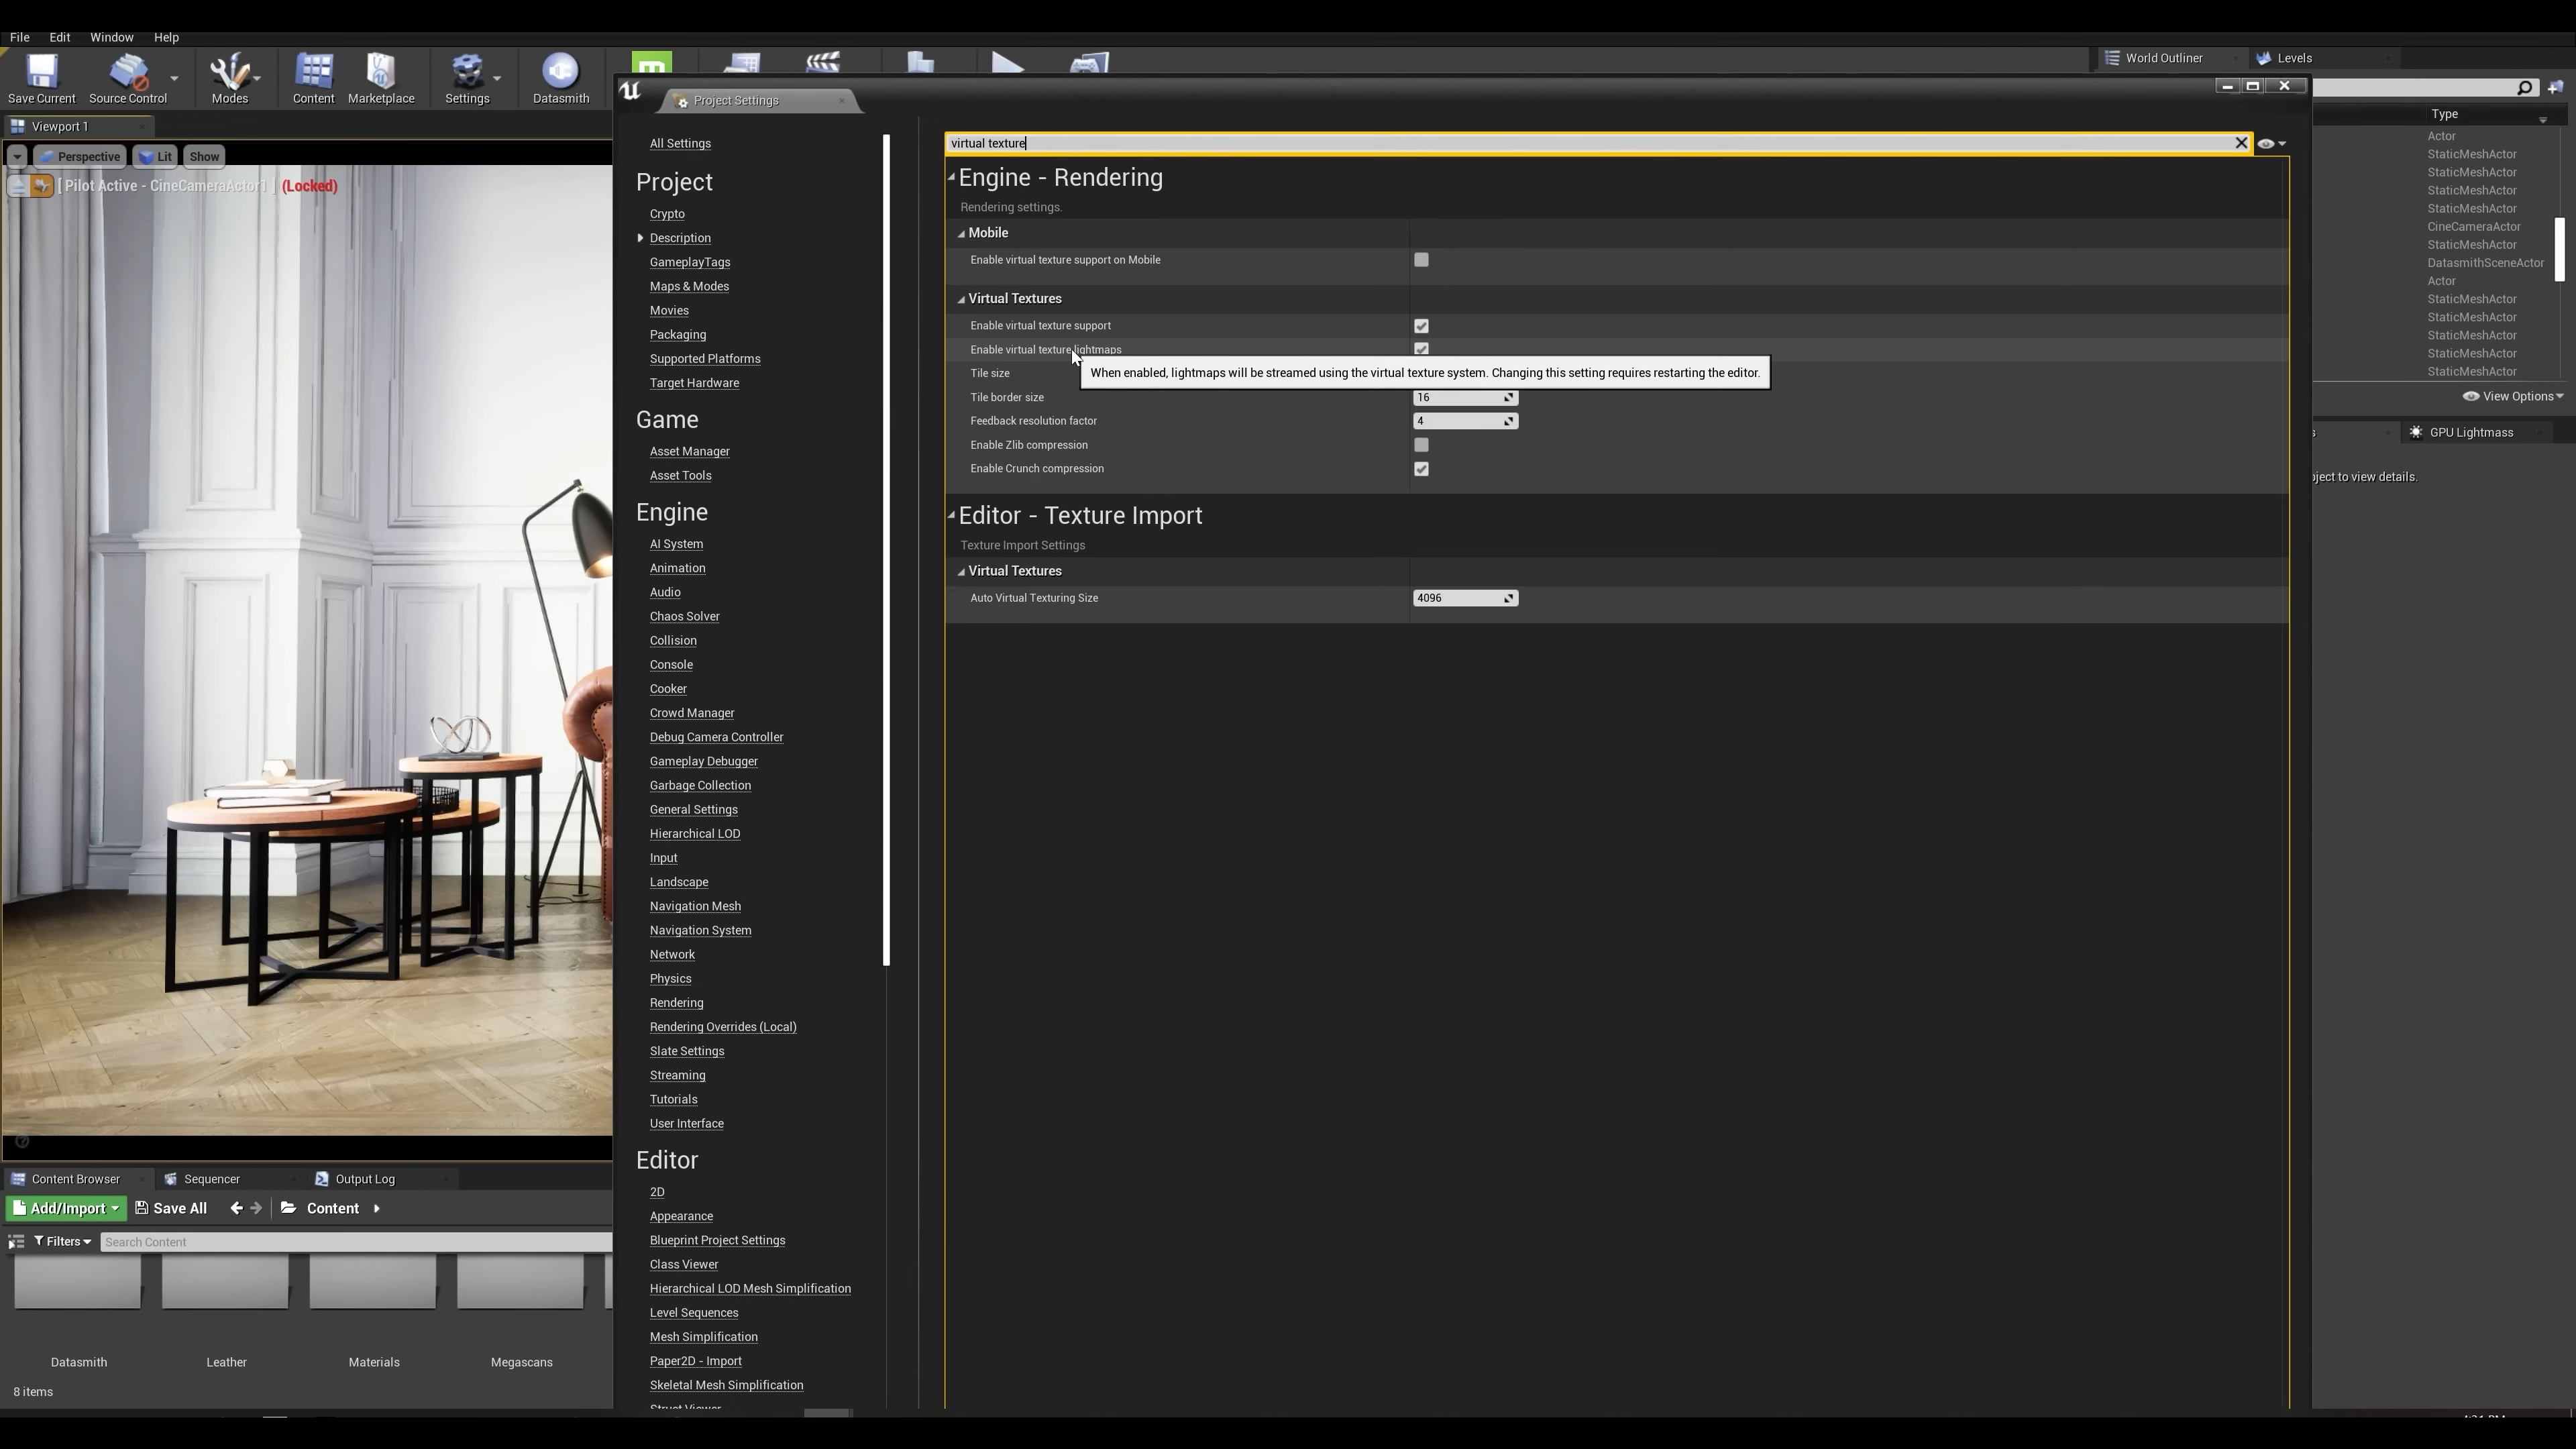 File Edit Window Help
Save Current Source Control Modes Content Marketplace Settings Datasmith
World Outliner Levels
Viewport 1
Perspective Lit Show
[ Pilot Active - CineCameraActor1 ] (Locked)
Project Settings
All Settings
Project
Crypto
Description
GameplayTags
Maps & Modes
Movies
Packaging
Supported Platforms
Target Hardware
Game
Asset Manager
Asset Tools
Engine
AI System
Animation
Audio
Chaos Solver
Collision
Console
Cooker
Crowd Manager
Debug Camera Controller
Gameplay Debugger
Garbage Collection
General Settings
Hierarchical LOD
Input
Landscape
Navigation Mesh
Navigation System
Network
Physics
Rendering
Rendering Overrides (Local)
Slate Settings
Streaming
Tutorials
User Interface
Editor
2D
Appearance
Blueprint Project Settings
Class Viewer
Hierarchical LOD Mesh Simplification
Level Sequences
Mesh Simplification
Paper2D - Import
Skeletal Mesh Simplification
virtual texture
Engine - Rendering
Rendering settings.
Mobile
Enable virtual texture support on Mobile
Virtual Textures
Enable virtual texture support
Enable virtual texture lightmaps
Tile size
When enabled, lightmaps will be streamed using the virtual texture system. Changing this setting requires restarting the editor.
Tile border size 16
Feedback resolution factor 4
Enable Zlib compression
Enable Crunch compression
Editor - Texture Import
Texture Import Settings
Virtual Textures
Auto Virtual Texturing Size 4096
Type
Actor
StaticMeshActor
StaticMeshActor
StaticMeshActor
StaticMeshActor
CineCameraActor
StaticMeshActor
DatasmithSceneActor
Actor
StaticMeshActor
StaticMeshActor
StaticMeshActor
StaticMeshActor
StaticMeshActor
View Options
GPU Lightmass
to view details.
Content Browser Sequencer Output Log
Add/Import Save All Content
Filters Search Content
Datasmith Leather Materials Megascans
8 items